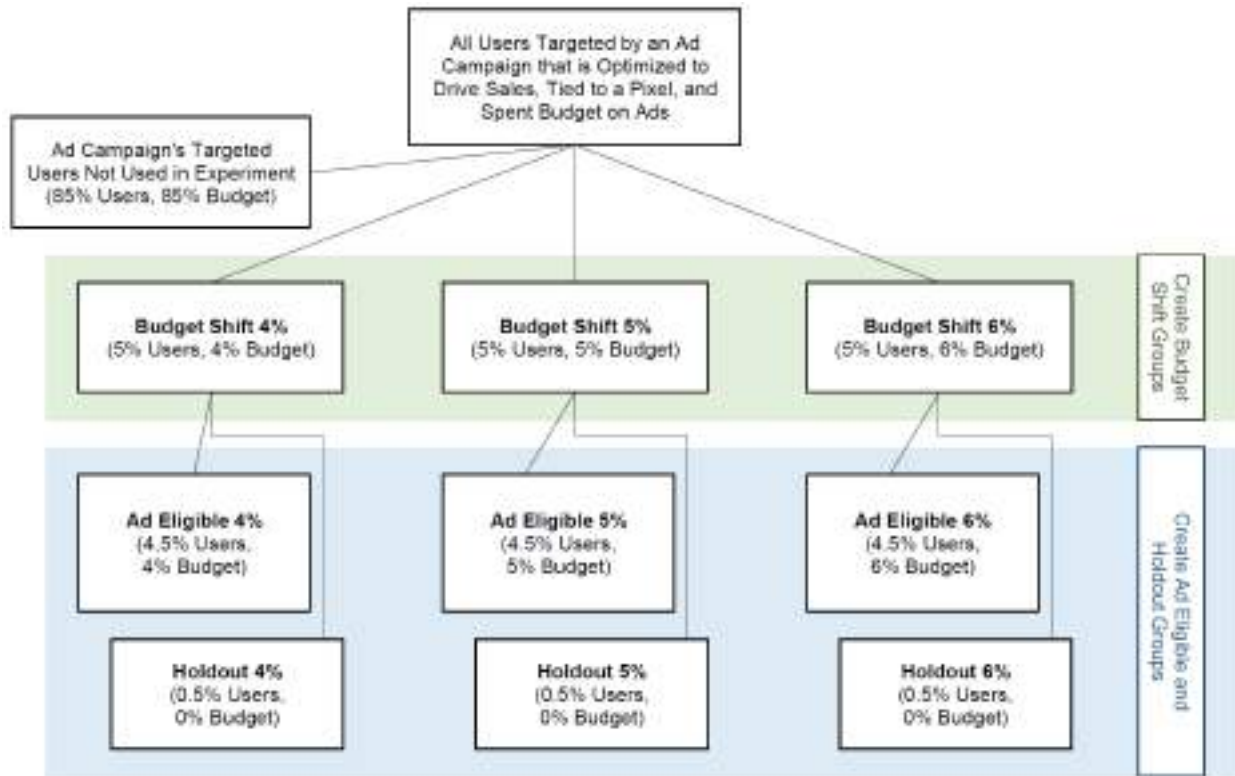 All Users Targeted by an Ad
Campaign that is Optimized to
Drive Sales, Tied to a Pixel, and
Spent Budget on Ads
Ad Campaign's Targeted
Users Not Used in Experiment
(85% Users, 85% Budget)
Budget Shift 4%
(5% Users, 4% Budget)
Budget Shift 5%
(5% Users, 5% Budget)
Budget Shift 6%
(5% Users, 6% Budget)
Create Budget
Shift Groups
Ad Eligible 4%
(4.5% Users,
4% Budget)
Ad Eligible 5%
(4.5% Users,
5% Budget)
Ad Eligible 6%
(4.5% Users,
6% Budget)
Create Ad Eligible and
Holdout Groups
Holdout 4%
(0.5% Users,
0% Budget)
Holdout 5%
(0.5% Users,
0% Budget)
Holdout 6%
(0.5% Users,
0% Budget)